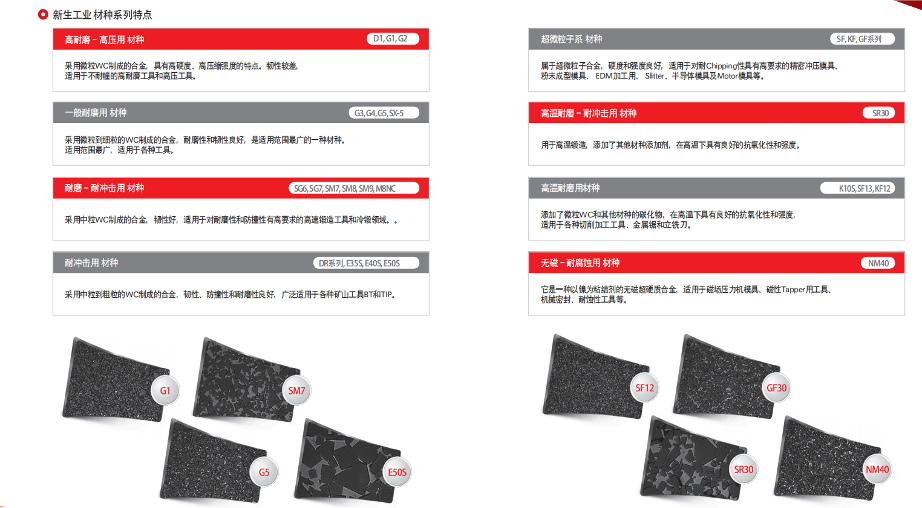 新生工业 材种系列特点
高耐磨 – 高压用 材种
D1, G1, G2
采用微粒WC制成的合金，具有高硬度、高压缩强度的特点。韧性较差，
适用于不耐撞的高耐磨工具和高压工具。
一般耐磨用 材种
G3, G4, G5, SX-5
采用微粒到细粒的WC制成的合金，耐磨性和韧性良好，是适用范围最广的一种材种。
适用范围最广，适用于各种工具。
耐磨 – 耐冲击用 材种
SG6, SG7, SM7, SM8, SM9, M8NC
采用中粒WC制成的合金，韧性好，适用于对耐磨性和防撞性有高要求的高速锻造工具和冷锻领域。。
耐冲击用 材种
DR系列, E35S, E40S, E50S
采用中粒到粗粒的WC制成的合金，韧性、防撞性和耐磨性良好，广泛适用于各种矿山工具BT和TIP。
G1
SM7
G5
E50S
超微粒子系 材种
SF, KF, GF系列
属于超微粒子合金，硬度和强度良好，适用于对耐Chipping性具有高要求的精密冲压模具、
粉末成型模具、 EDM加工用、 Slitter、半导体模具及Motor模具等。
高温耐磨 – 耐冲击用 材种
SR30
用于高温锻造，添加了其他材种添加剂，在高温下具有良好的抗氧化性和强度。
高温耐磨用材种
K10S, SF13, KF12
添加了微粒WC和其他材种的碳化物，在高温下具有良好的抗氧化性和强度，
适用于各种切削加工工具、金属锯和立铣刀。
无磁 – 耐腐蚀用 材种
NM40
它是一种以镍为粘结剂的无磁超硬质合金，适用于磁场压力机模具、磁性Tapper用工具、
机械密封、耐蚀性工具等。
SF12
GF30
SR30
NM40